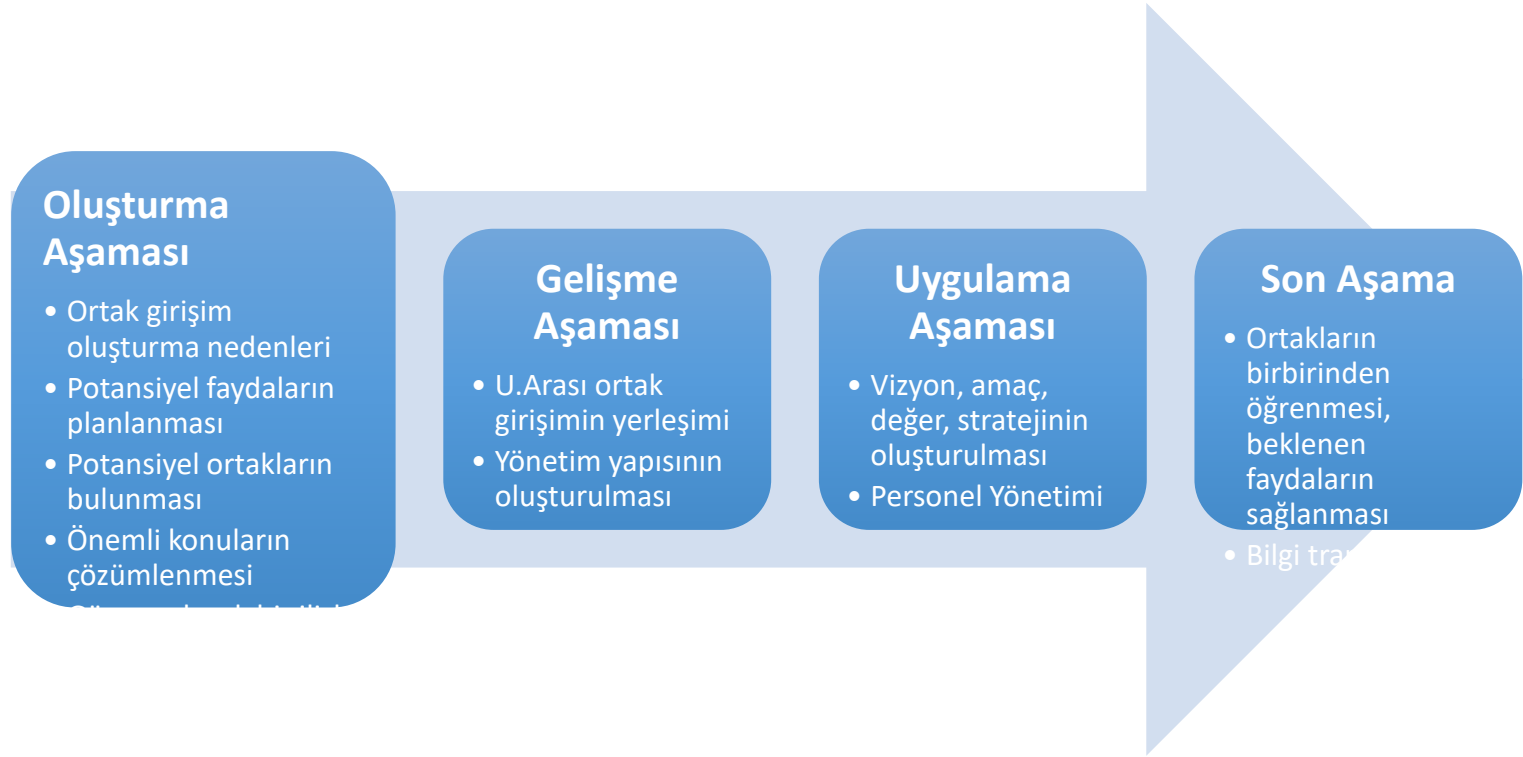 Oluşturma
Aşaması
• Ortak girişim
oluşturma nedenleri
• Potansiyel faydaların
planlanması
• Potansiyel ortakların
bulunması
• Önemli konuların
çözümlenmesi
Gelişme
Aşaması
• U.Arası ortak
girişimin yerleşimi
• Yönetim yapısının
oluşturulması
Uygulama
Aşaması
• Vizyon, amaç,
değer, stratejinin
oluşturulması
• Personel Yönetimi
Son Aşama
• Ortakların
birbirinden
öğrenmesi,
beklenen
faydaların
sağlanması
• Bilgi